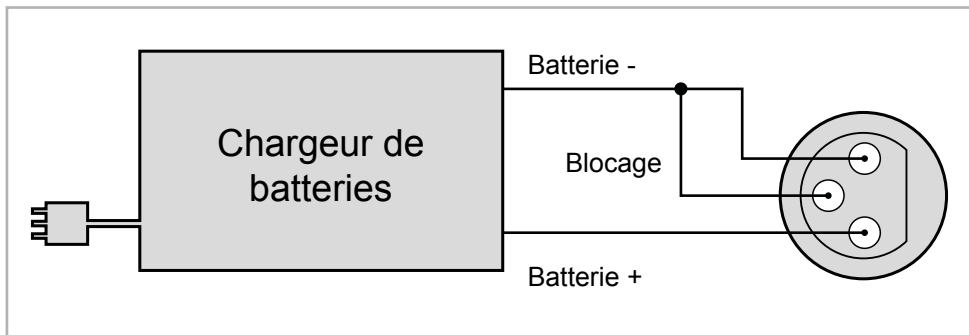 Batterie -
Chargeur de
batteries
Blocage
Batterie +